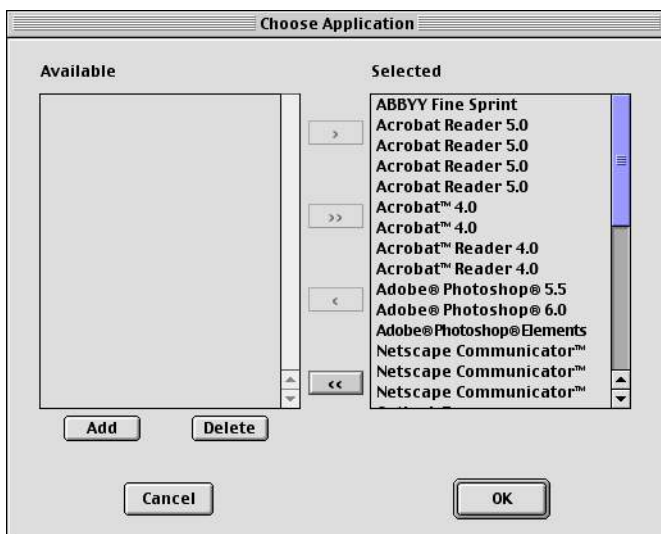 Choose Application
Available
Selected
ABBYY Fine Sprint
Acrobat Reader 5.0
Acrobat Reader 5.0
Acrobat Reader 5.0
Acrobat Reader 5.0
Acrobat™ 4.0
Acrobat™ 4.0
Acrobat™ Reader 4.0
Acrobat™ Reader 4.0
Adobe® Photoshop® 5.5
Adobe® Photoshop® 6.0
Adobe® Photoshop® Elements
Netscape Communicator™
Netscape Communicator™
Netscape Communicator™
>
>>
<
<<
Add
Delete
Cancel
OK